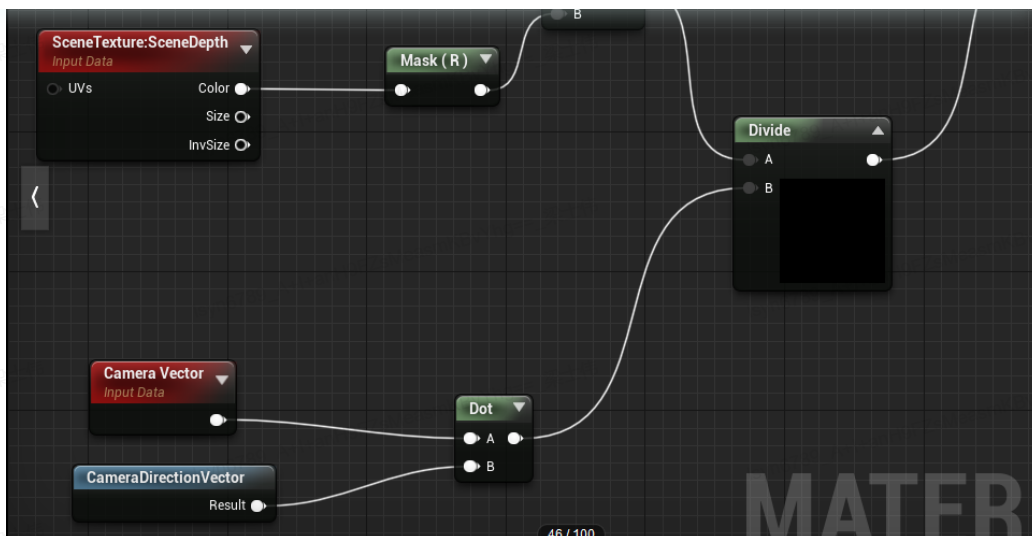 B
SceneTexture:SceneDepth
Input Data
UVs
Color
Size
InvSize
Mask ( R )
Divide
A
B
Camera Vector
Input Data
Dot
A
B
CameraDirectionVector
Result
46 / 100
MATER